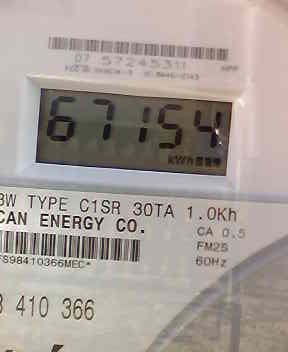 07 57245311
67154
kWh
3W TYPE C1SR 30TA 1.0Kh
CAN ENERGY CO.
CA 0.5
FM2S
60Hz
FS98410366MEC*
410 366